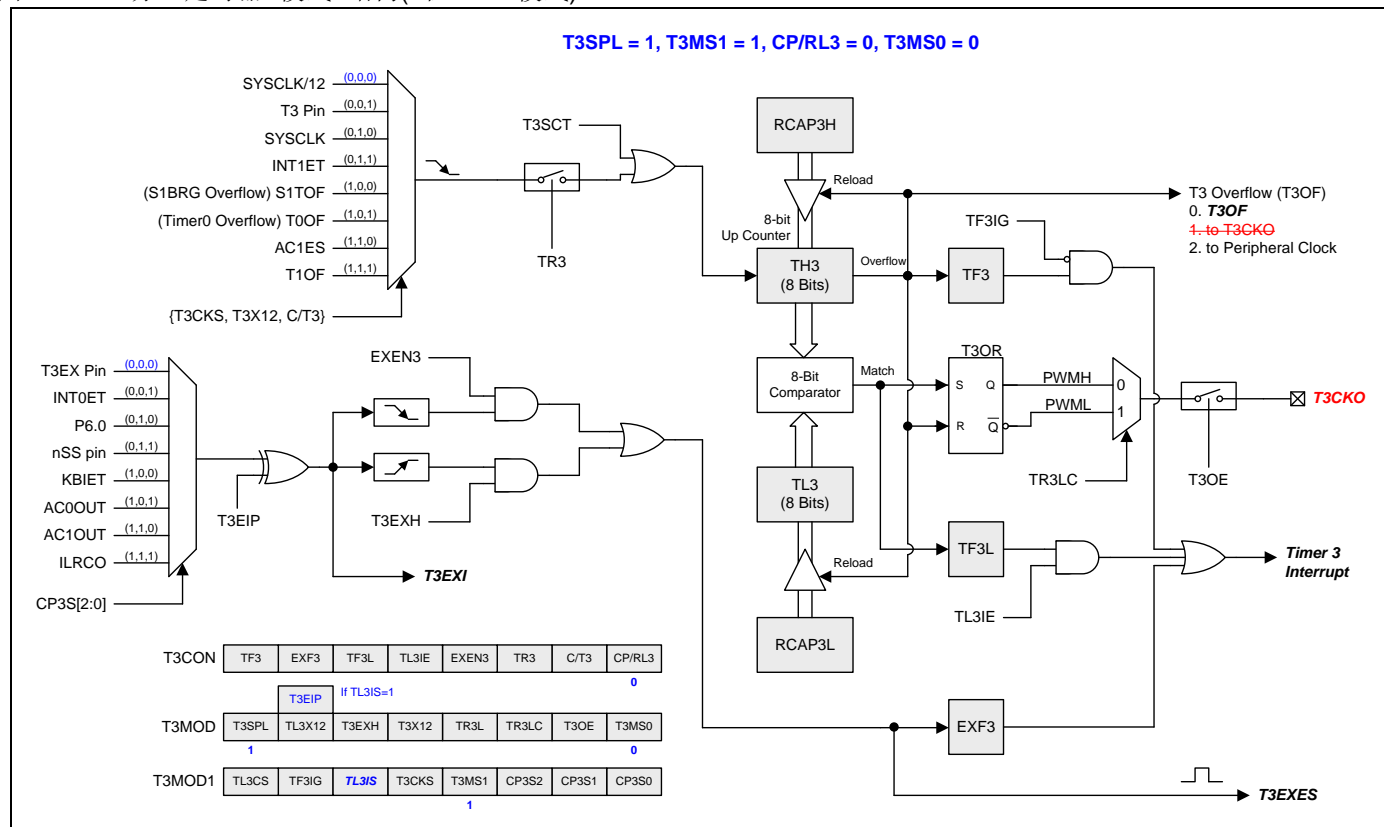 T3SPL = 1, T3MS1 = 1, CP/RL3 = 0, T3MS0 = 0
SYSCLK/12 (0,0,0)
T3 Pin (0,0,1)
SYSCLK (0,1,0)
INT1ET (0,1,1)
(S1BRG Overflow) S1TOF (1,0,0)
(Timer0 Overflow) T0OF (1,0,1)
AC1ES (1,1,0)
T1OF (1,1,1)
{T3CKS, T3X12, C/T3}
TR3
T3SCT
RCAP3H
Reload
8-bit
Up Counter
TH3
(8 Bits)
Overflow
T3 Overflow (T3OF)
0. T3OF
1. to T3CKO
2. to Peripheral Clock
TF3IG
TF3
8-Bit
Comparator
Match
T3OR
S Q
R Q
PWMH
PWML
0
1
TR3LC
T3OE
T3CKO
TL3
(8 Bits)
Reload
RCAP3L
TF3L
TL3IE
Timer 3
Interrupt
T3EX Pin (0,0,0)
INT0ET (0,0,1)
P6.0 (0,1,0)
nSS pin (0,1,1)
KBIET (1,0,0)
AC0OUT (1,0,1)
AC1OUT (1,1,0)
ILRCO (1,1,1)
CP3S[2:0]
T3EIP
EXEN3
T3EXH
T3EXI
EXF3
T3EXES
T3CON TF3 EXF3 TF3L TL3IE EXEN3 TR3 C/T3 CP/RL3
0
T3EIP If TL3IS=1
T3MOD T3SPL TL3X12 T3EXH T3X12 TR3L TR3LC T3OE T3MS0
1 0
T3MOD1 TL3CS TF3IG TL3IS T3CKS T3MS1 CP3S2 CP3S1 CP3S0
1